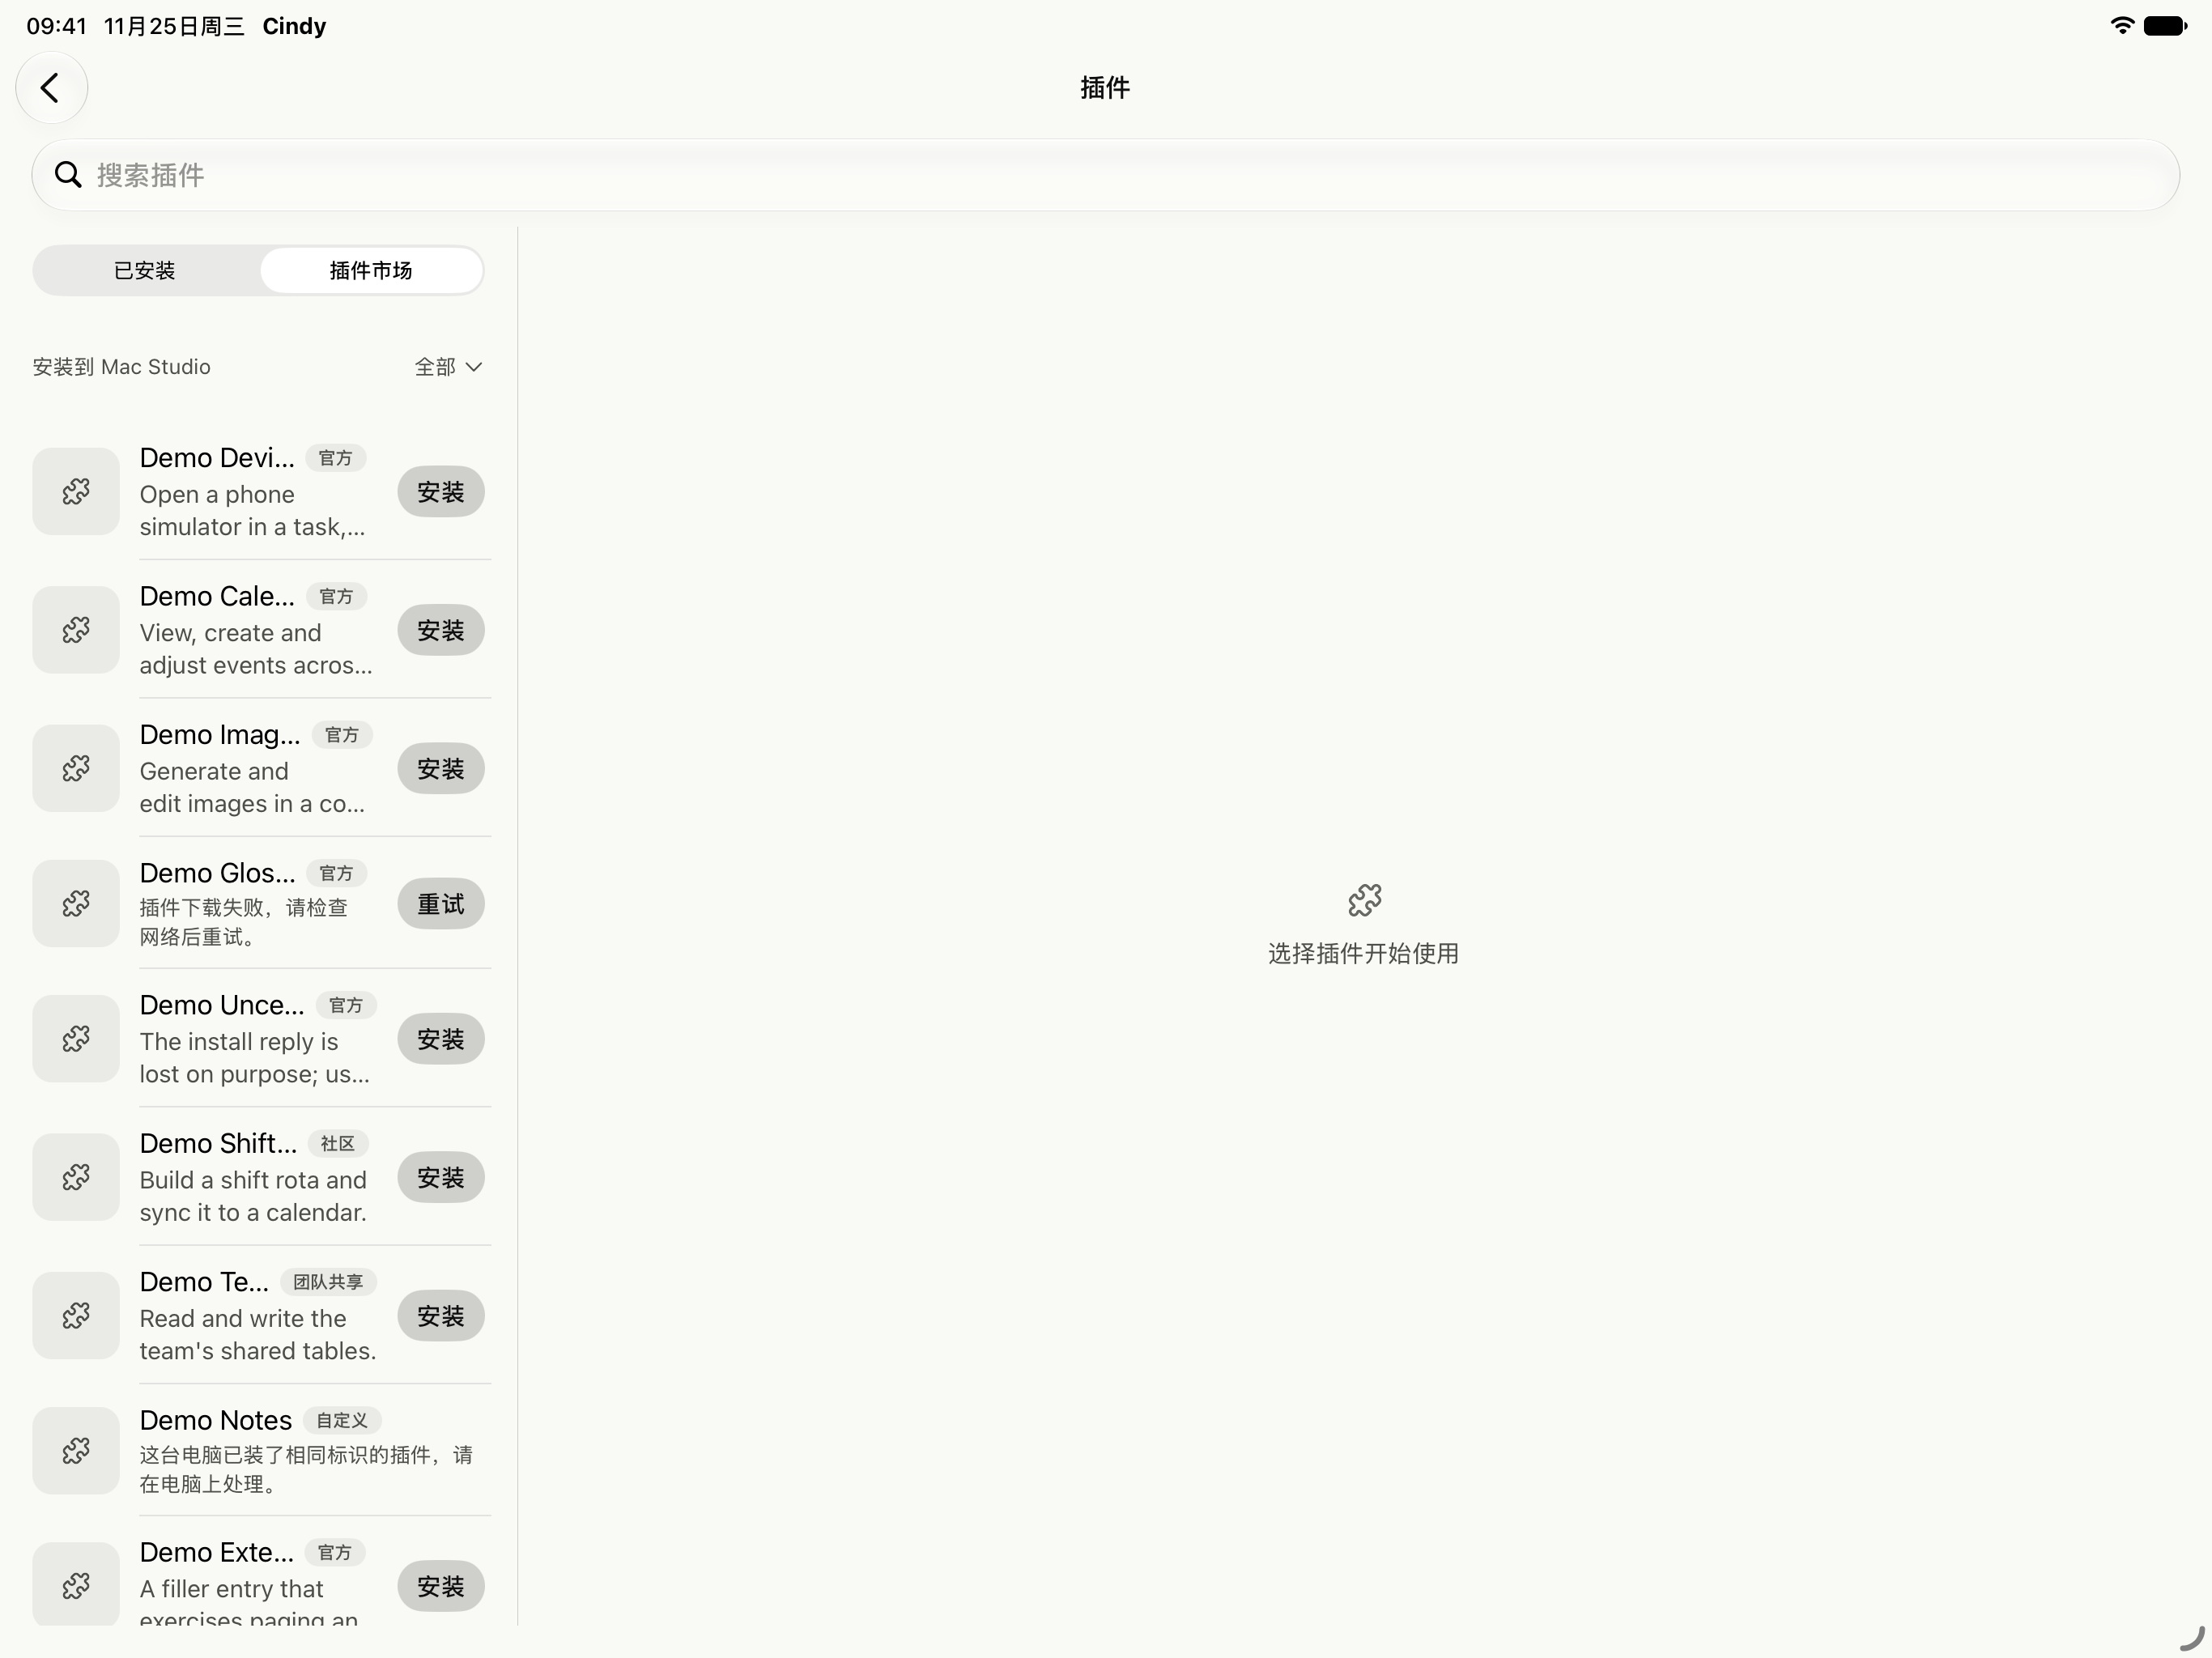 09:41 11月25日周三 Cindy
插件
搜索插件
已安装
插件市场
安装到 Mac Studio
全部
Demo Devi... 官方
Open a phone
simulator in a task,...
安装
Demo Cale... 官方
View, create and
adjust events acros...
安装
Demo Imag... 官方
Generate and
edit images in a co...
安装
Demo Glos... 官方
插件下载失败，请检查
网络后重试。
重试
Demo Unce... 官方
The install reply is
lost on purpose; us...
安装
Demo Shift... 社区
Build a shift rota and
sync it to a calendar.
安装
Demo Te... 团队共享
Read and write the
team's shared tables.
安装
Demo Notes 自定义
这台电脑已装了相同标识的插件，请
在电脑上处理。
Demo Exte... 官方
A filler entry that
exercises paging an
安装
选择插件开始使用